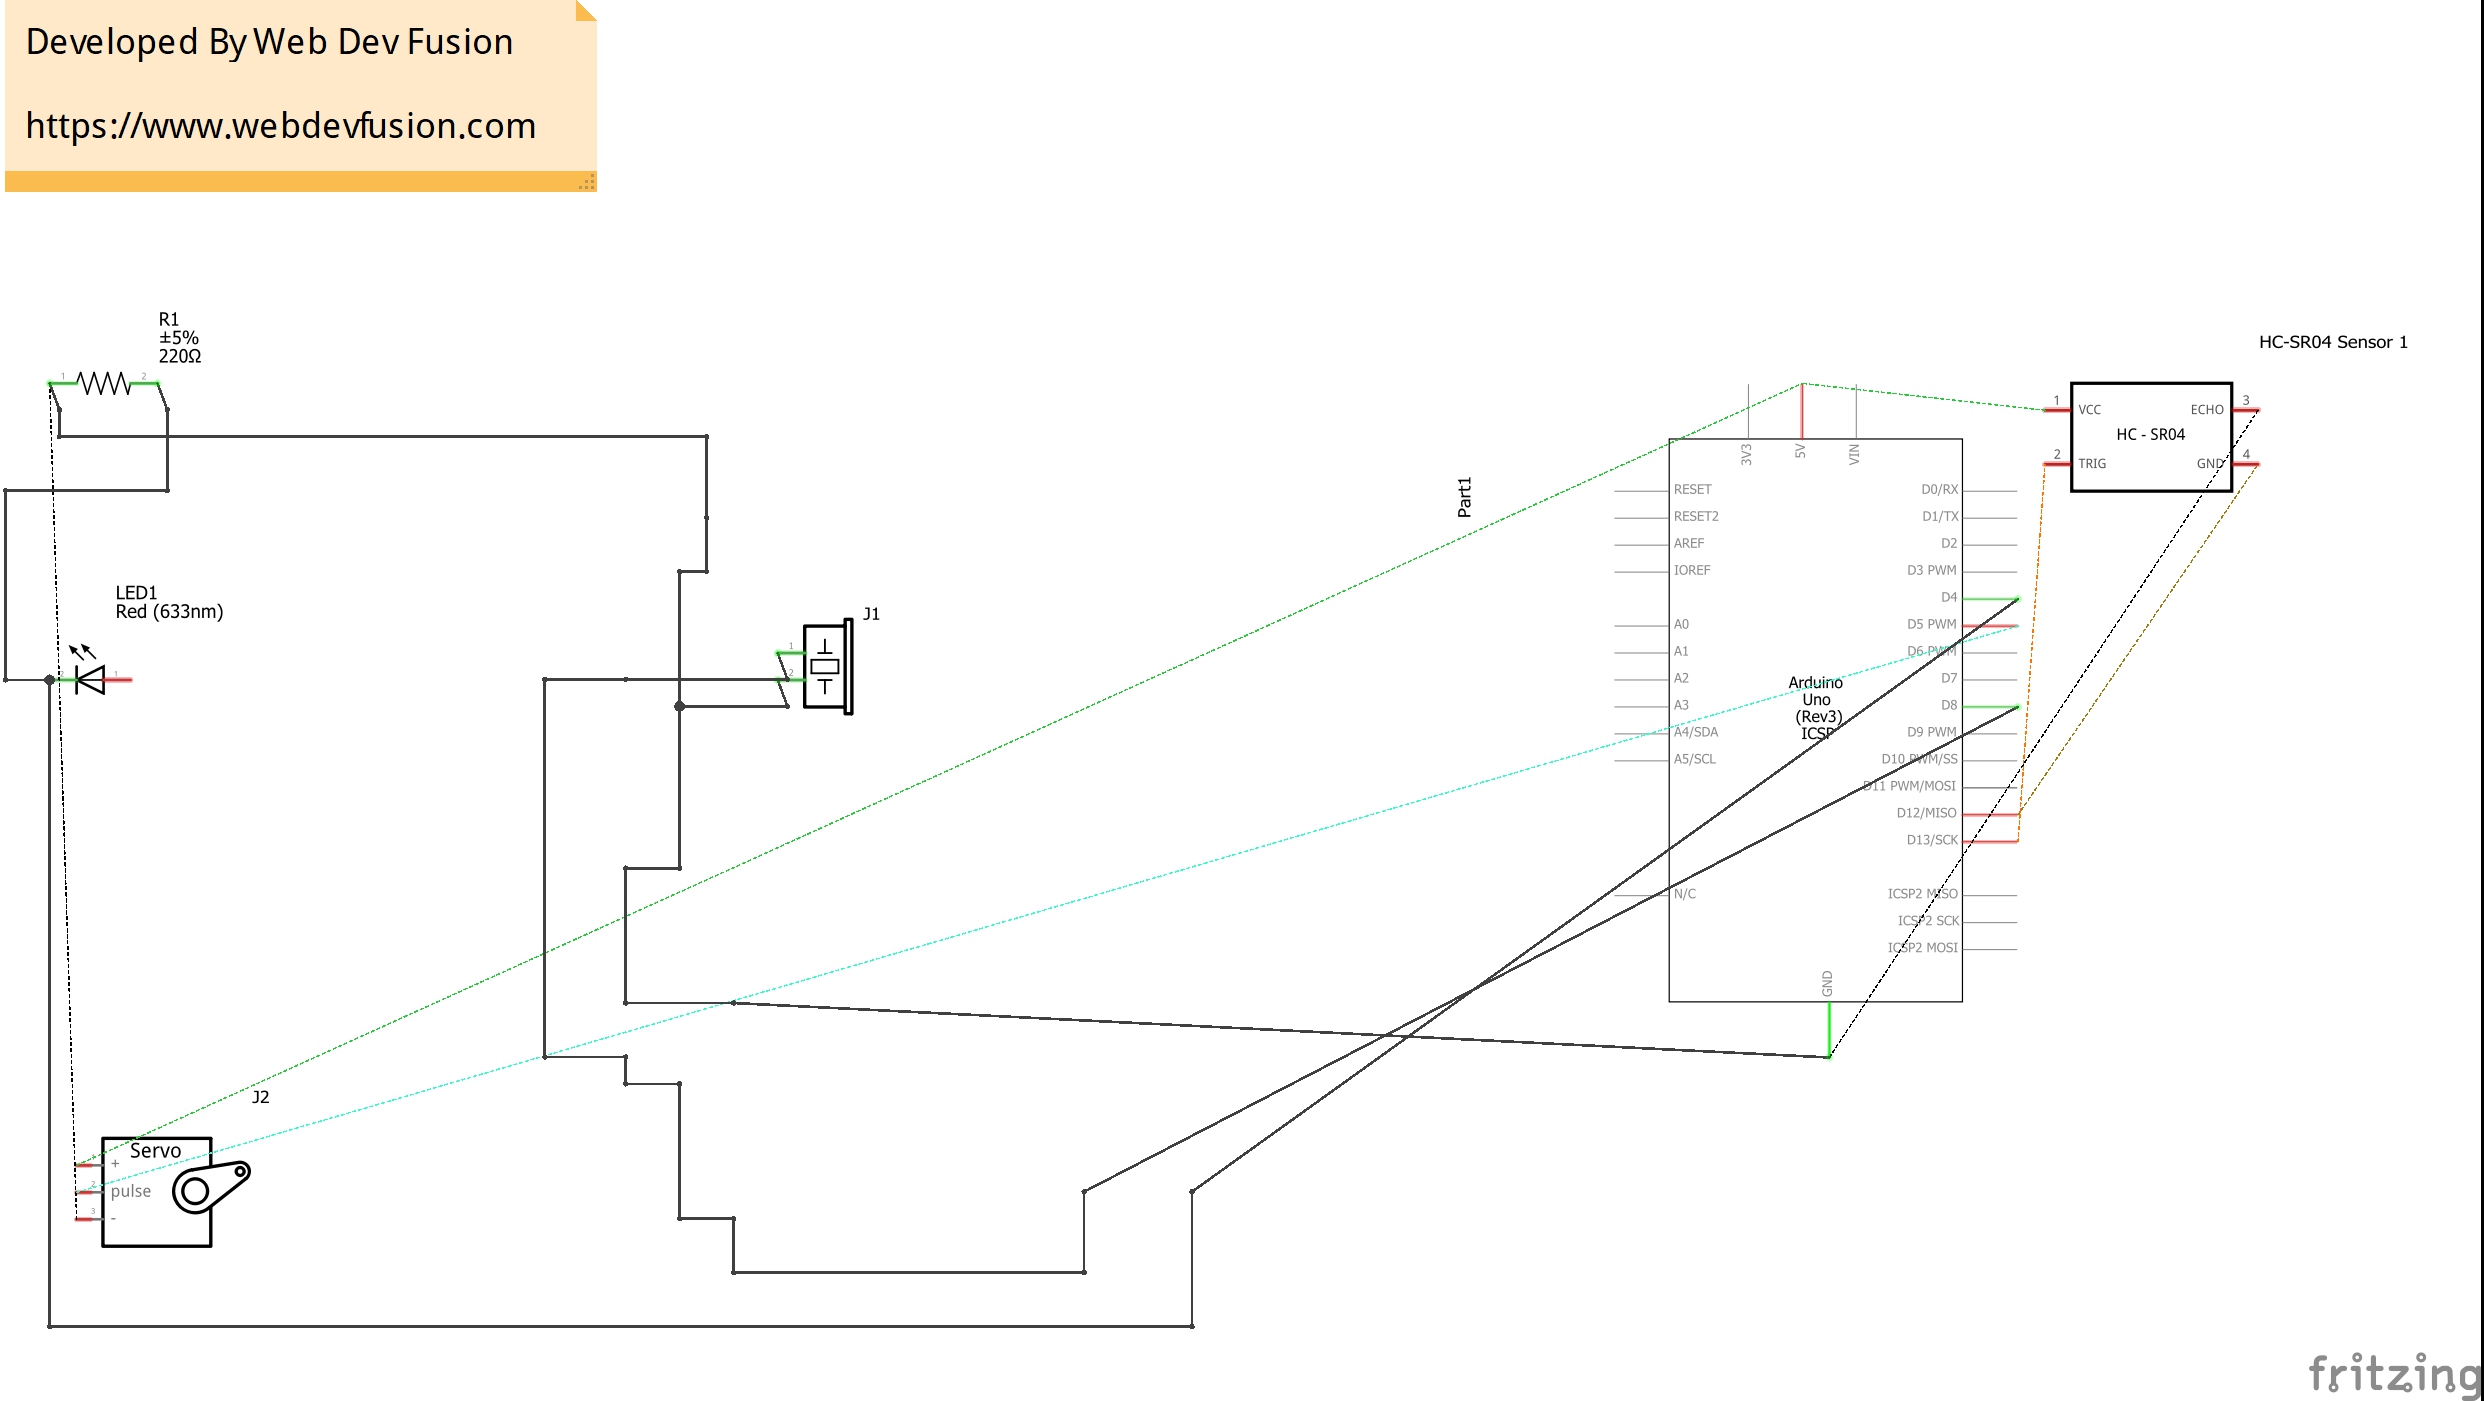 Developed By Web Dev Fusion
https://www.webdevfusion.com
R1
±5%
220Ω
1
2
HC-SR04 Sensor 1
1
VCC
ECHO
3
HC - SR04
2
TRIG
GND
4
3V3
5V
VIN
Part1
RESET
D0/RX
RESET2
D1/TX
AREF
D2
IOREF
D3 PWM
LED1
Red (633nm)
1
J1
1
2
D4
A0
D5 PWM
A1
D6 PWM
A2
D7
A3
D8
A4/SDA
D9 PWM
A5/SCL
D10 PWM/SS
Arduino
Uno
(Rev3)
ICSP
D11 PWM/MOSI
D12/MISO
D13/SCK
N/C
ICSP2 MISO
ICSP2 SCK
ICSP2 MOSI
GND
J2
Servo
+
2
pulse
3
-
fritzing